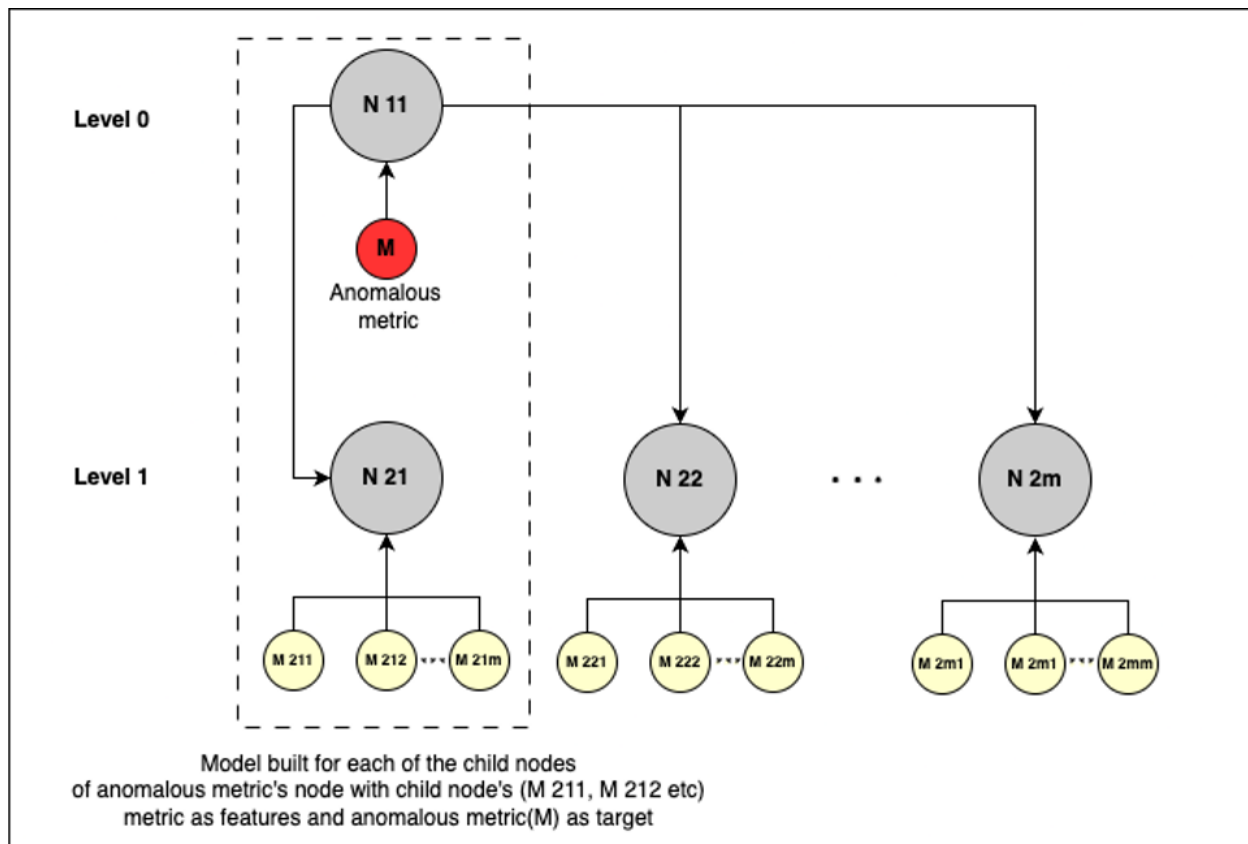 Level 0
N 11
M
Anomalous
metric
Level 1
N 21
N 22
. . .
N 2m
M 211
M 212
M 21m
M 221
M 222
M 22m
M 2m1
M 2m1
M 2mm
Model built for each of the child nodes
of anomalous metric's node with child node's (M 211, M 212 etc)
metric as features and anomalous metric(M) as target